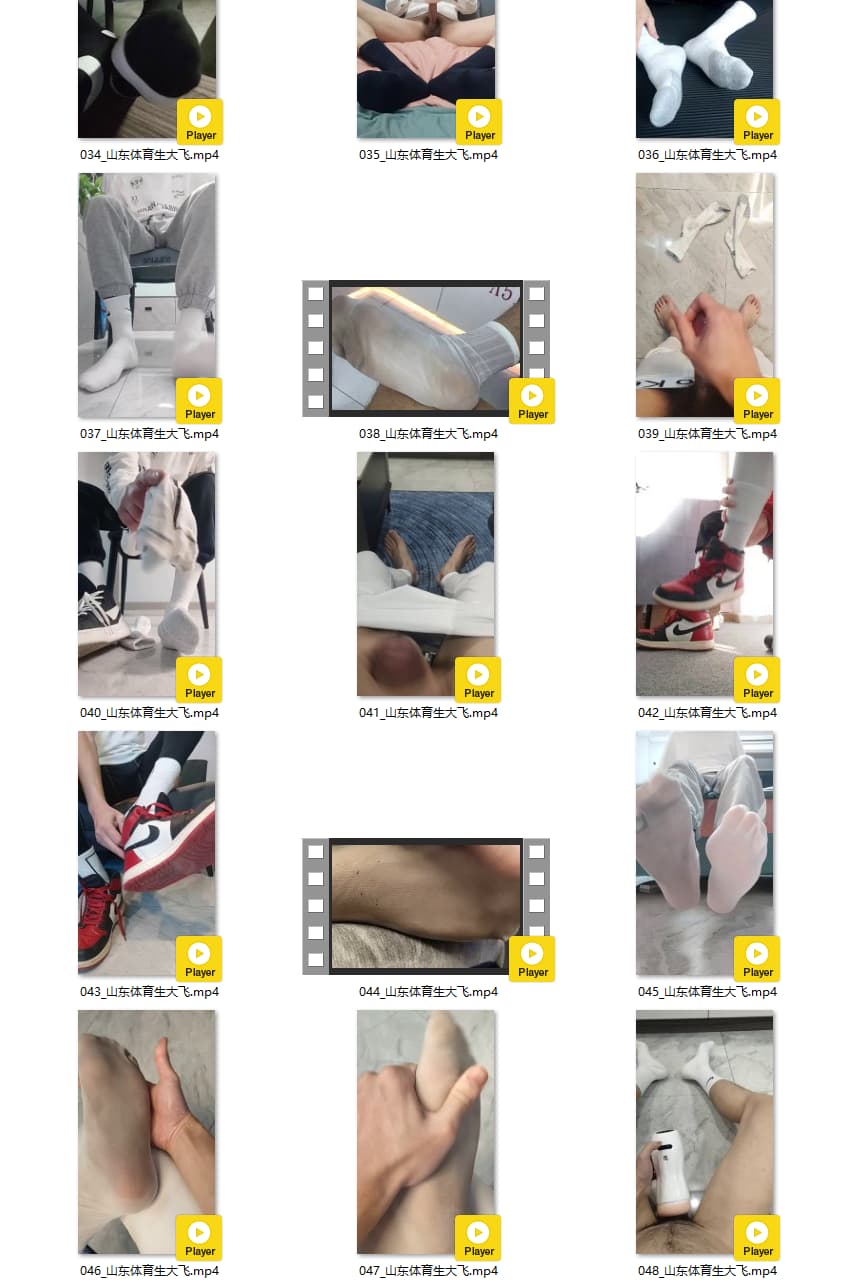 Player
Player
Player
034_山东体育生大飞.mp4
035_山东体育生大飞.mp4
036_山东体育生大飞.mp4
Player
Player
Player
037_山东体育生大飞.mp4
038_山东体育生大飞.mp4
039_山东体育生大飞.mp4
Player
Player
Player
040_山东体育生大飞.mp4
041_山东体育生大飞.mp4
042_山东体育生大飞.mp4
Player
Player
Player
043_山东体育生大飞.mp4
044_山东体育生大飞.mp4
045_山东体育生大飞.mp4
Player
Player
Player
046_山东体育生大飞.mp4
047_山东体育生大飞.mp4
048_山东体育生大飞.mp4